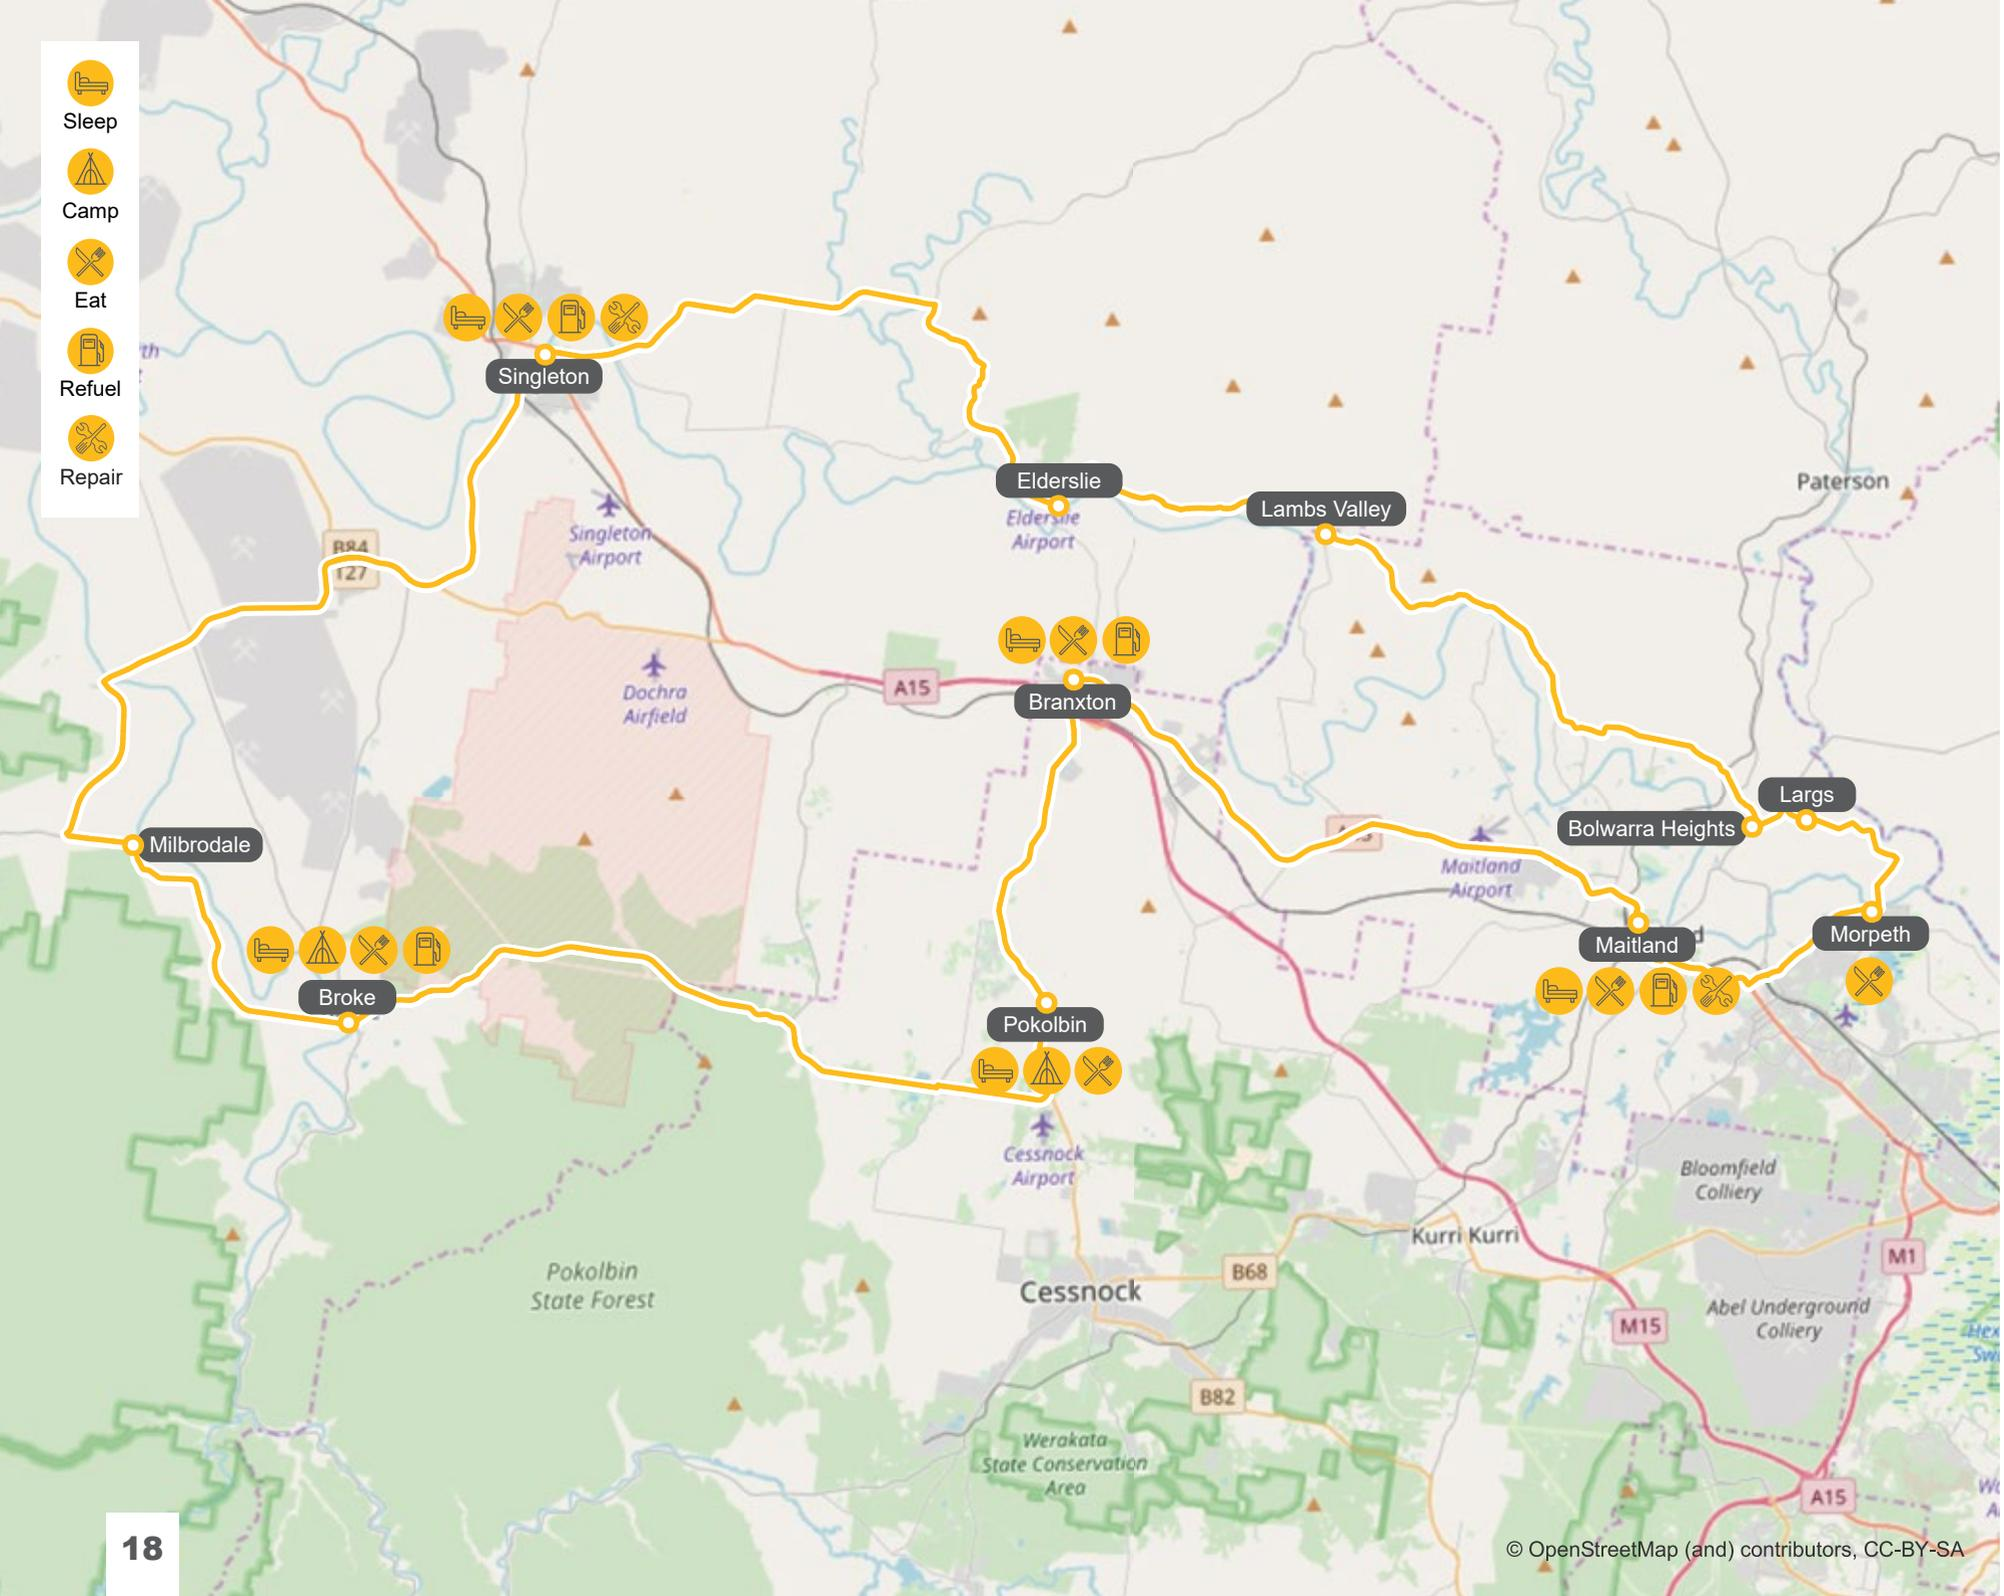 Sleep
Camp
Eat
Refuel
Repair
Singleton
Elderslie
Elderslie
Airport
Lambs Valley
Paterson
Singleton
Airport
B84
127
Branxton
A15
Dochra
Airfield
Largs
Bolwarra Heights
Milbrodale
Maitland
Airport
Maitland
d
Morpeth
Broke
Pokolbin
Cessnock
Airport
Bloomfield
Colliery
Kurri Kurri
M1
Pokolbin
State Forest
B68
Cessnock
Abel Underground
Colliery
M15
B82
Werakata
State Conservation
Area
A15
18
© OpenStreetMap (and) contributors, CC-BY-SA